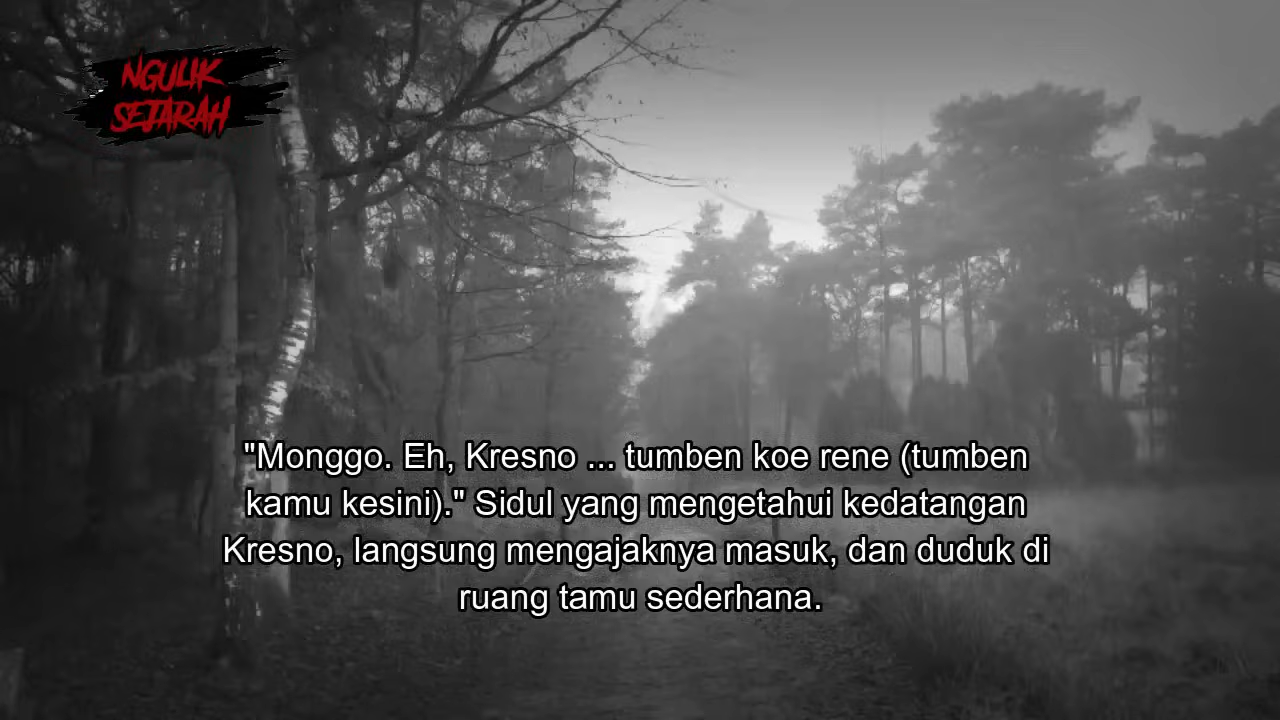 NGULIK
SEJARAH
"Monggo. Eh, Kresno ... tumben koe rene (tumben
kamu kesini)." Sidul yang mengetahui kedatangan
Kresno, langsung mengajaknya masuk, dan duduk di
ruang tamu sederhana.